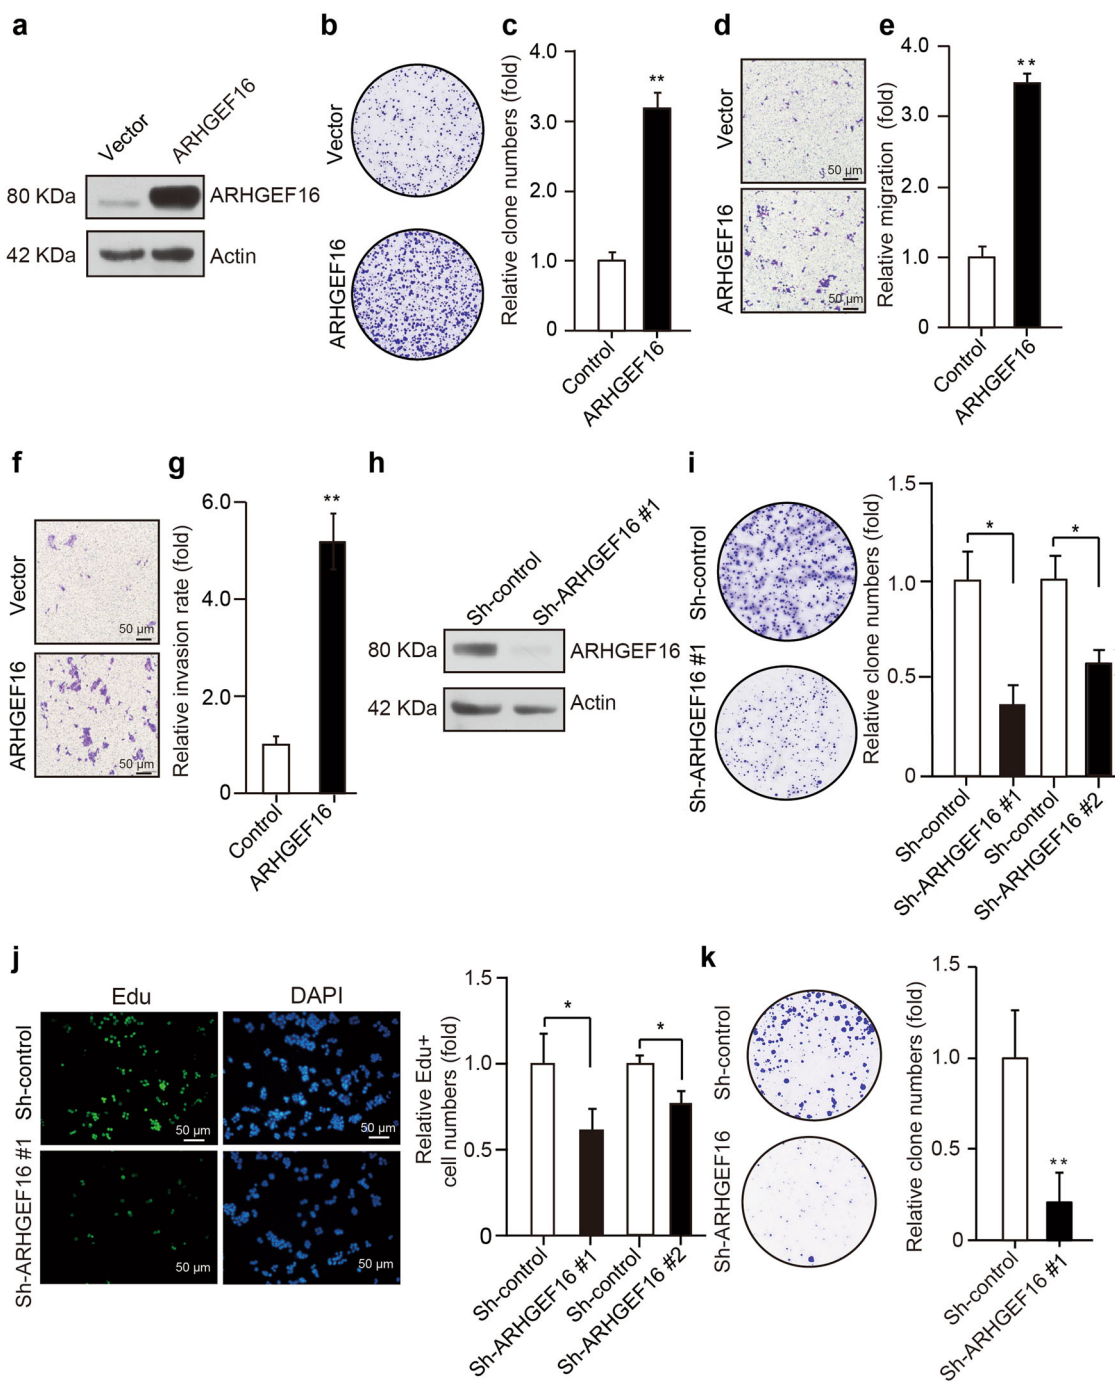 a
Vector
ARHGEF16
80 KDa
ARHGEF16
42 KDa
Actin
b
Vector
ARHGEF16
c
Relative clone numbers (fold)
4.0
3.0
2.0
1.0
0
**
Control
ARHGEF16
d
Vector
50 µm
ARHGEF16
50 µm
e
Relative migration (fold)
4.0
3.0
2.0
1.0
0
**
Control
ARHGEF16
f
Vector
50 µm
ARHGEF16
50 µm
g
Relative invasion rate (fold)
6.0
4.0
2.0
0
**
Control
ARHGEF16
h
Sh-control
Sh-ARHGEF16 #1
80 KDa
ARHGEF16
42 KDa
Actin
i
Sh-control
Sh-ARHGEF16 #1
Relative clone numbers (fold)
1.5
1.0
0.5
0
*
*
Sh-control
Sh-ARHGEF16 #1
Sh-control
Sh-ARHGEF16 #2
j
Edu
DAPI
Sh-control
50 µm
50 µm
Sh-ARHGEF16 #1
50 µm
50 µm
Relative Edu+
cell numbers (fold)
1.5
1.0
0.5
0
*
*
Sh-control
Sh-ARHGEF16 #1
Sh-control
Sh-ARHGEF16 #2
k
Sh-control
Sh-ARHGEF16
Relative clone numbers (fold)
1.5
1.0
0.5
0
**
Sh-control
Sh-ARHGEF16 #1